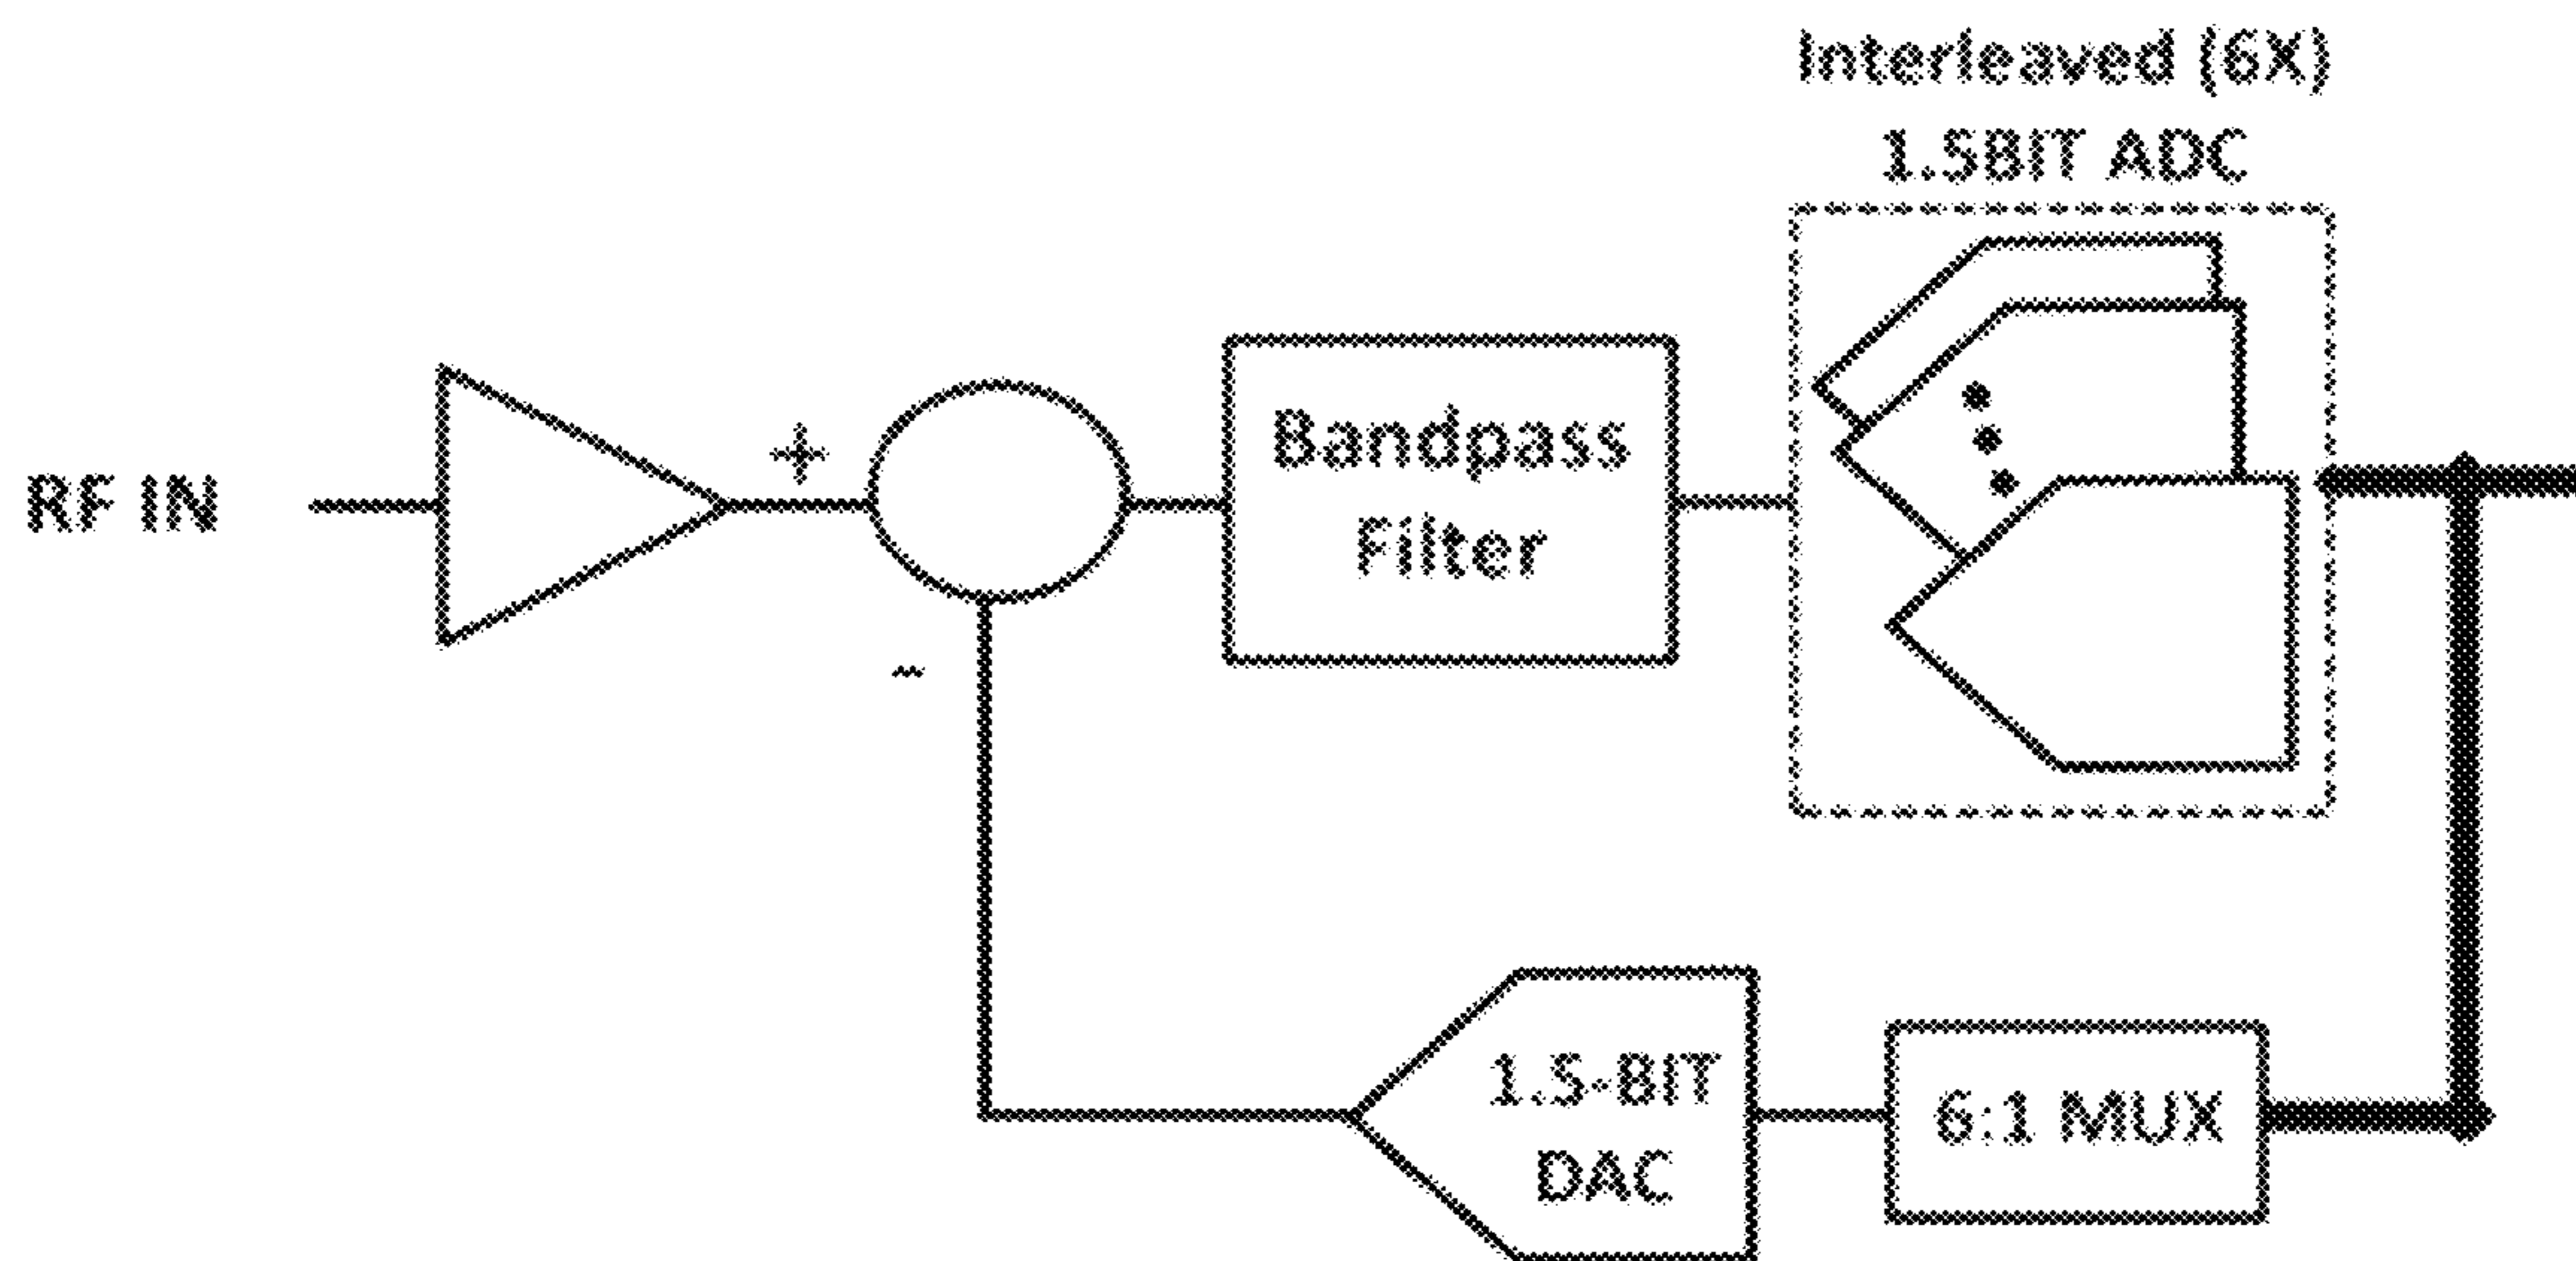 Interleaved (6X)
1.5BIT ADC
+
Bandpass
Filter
RF IN
-
1.5-BIT
DAC
6:1 MUX